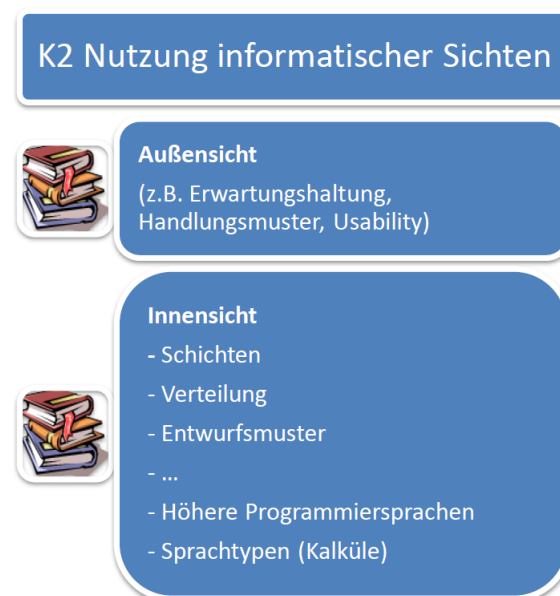 K2 Nutzung informatischer Sichten
Außensicht
(z.B. Erwartungshaltung,
Handlungsmuster, Usability)
Innensicht
- Schichten
- Verteilung
- Entwurfsmuster
- ...
- Höhere Programmiersprachen
- Sprachtypen (Kalküle)